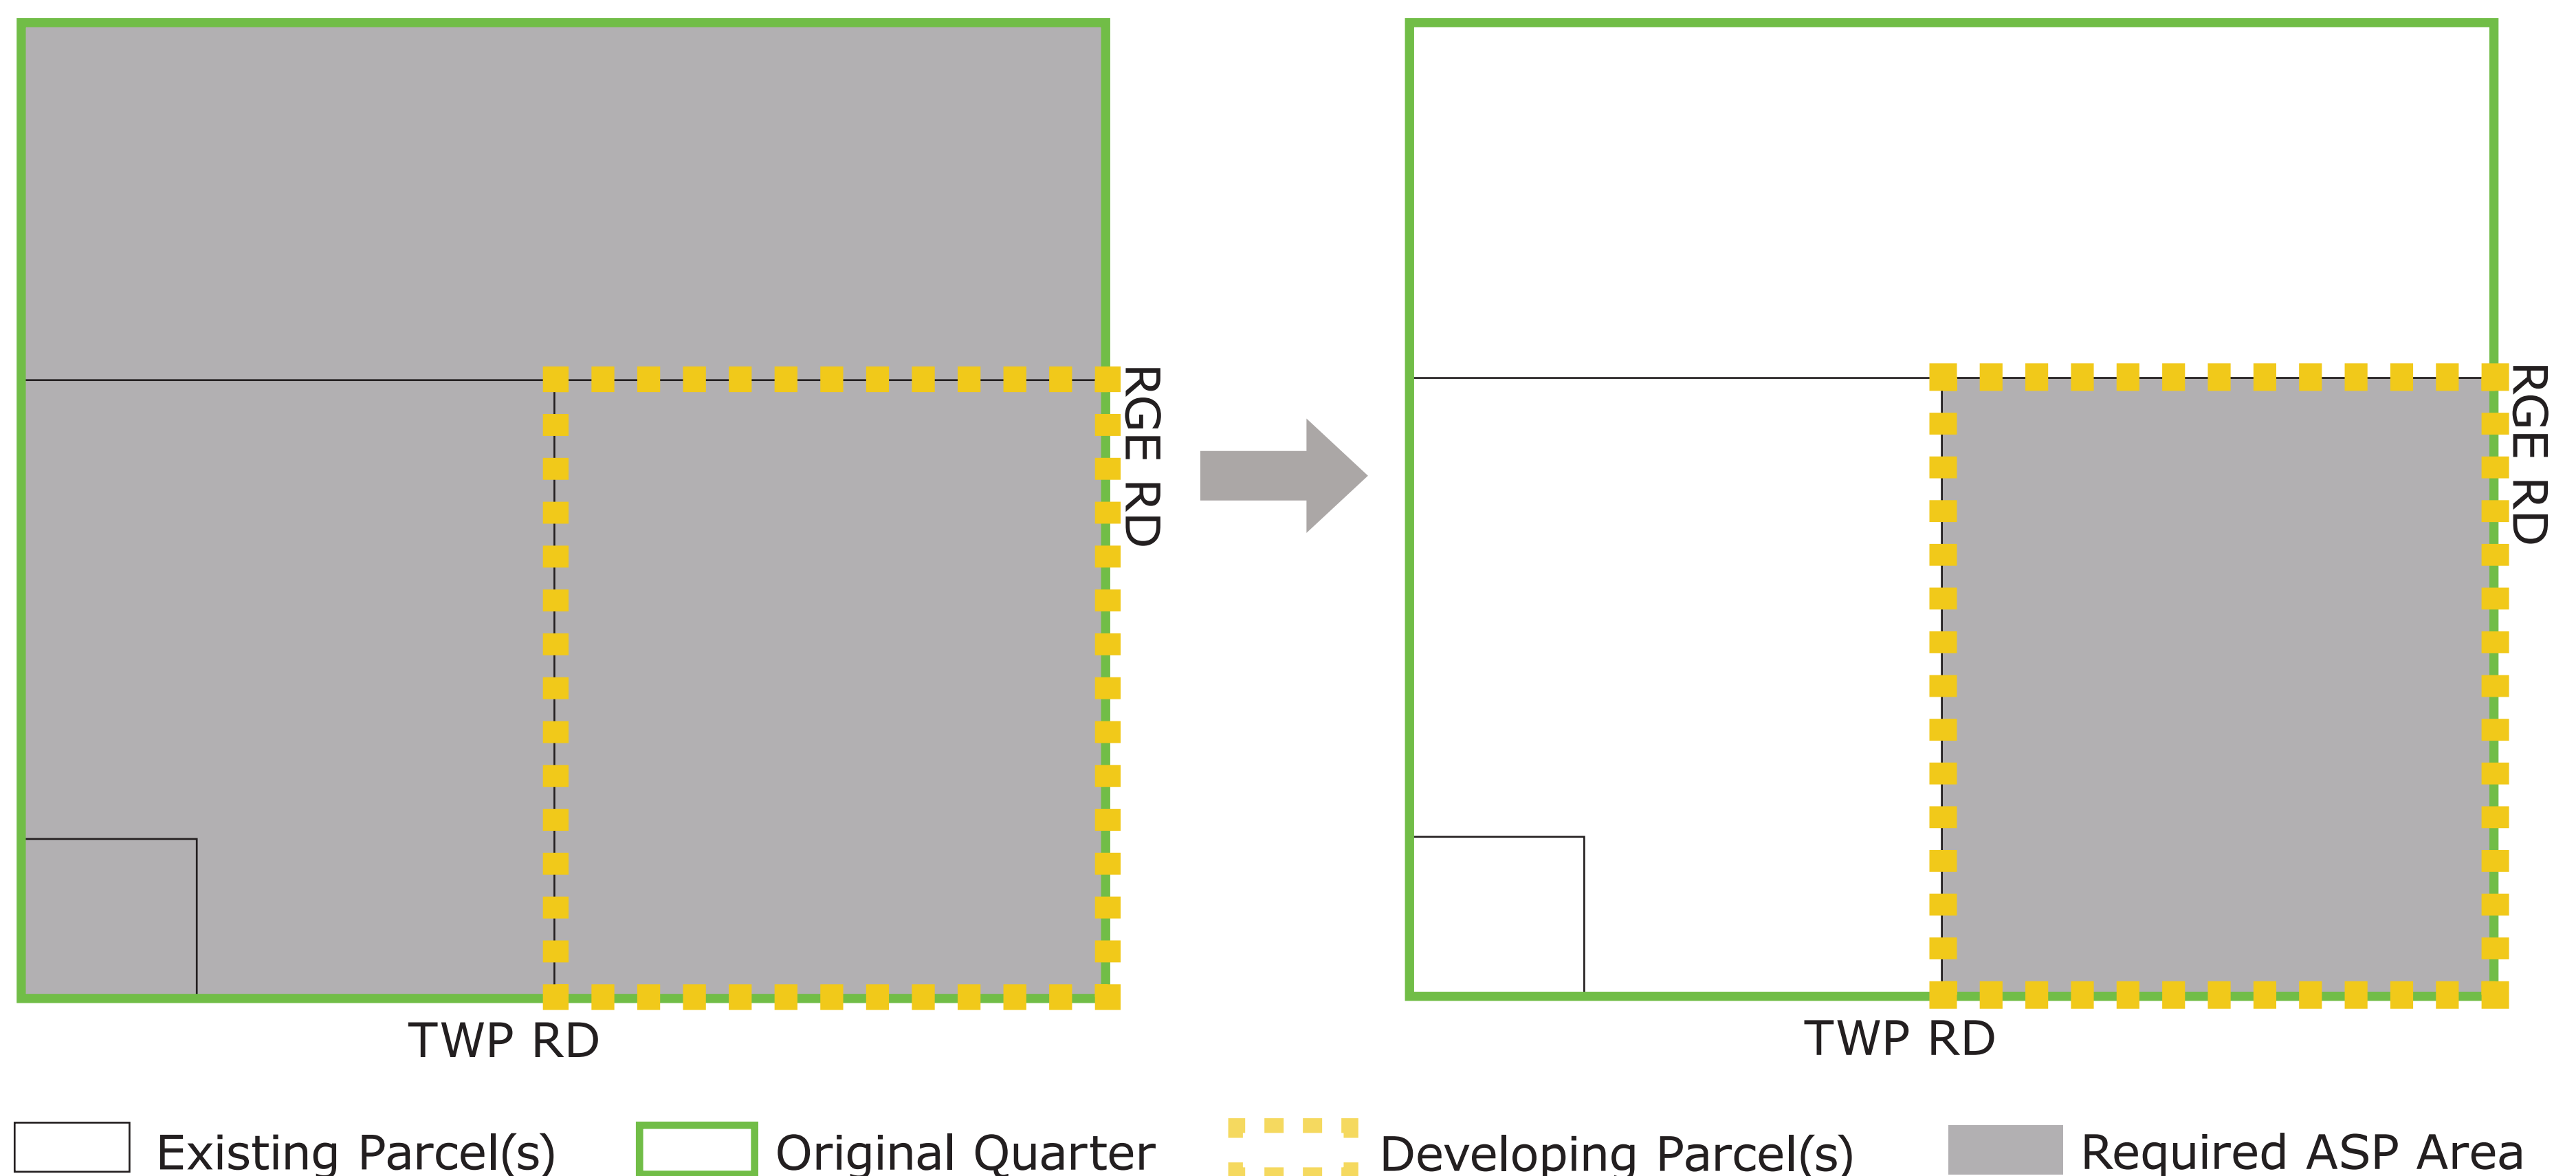 RGE RD
RGE RD
TWP RD
TWP RD
Existing Parcel(s)
Original Quarter
Developing Parcel(s)
Required ASP Area